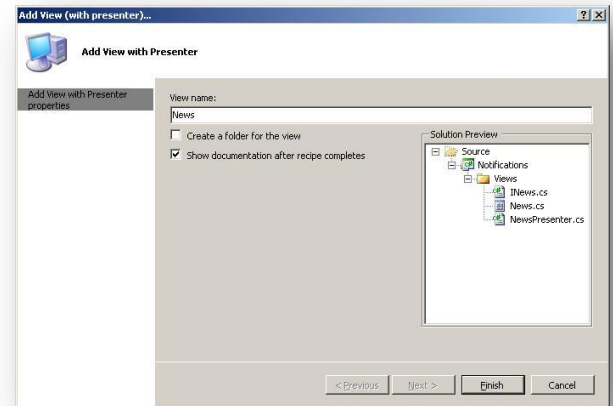 Add View (with presenter)...
Add View with Presenter
Add View with Presenter
properties
View name:
News
Create a folder for the view
Show documentation after recipe completes
Solution Preview
Source
Notifications
Views
INews.cs
News.cs
NewsPresenter.cs
< Previous
Next >
Finish
Cancel